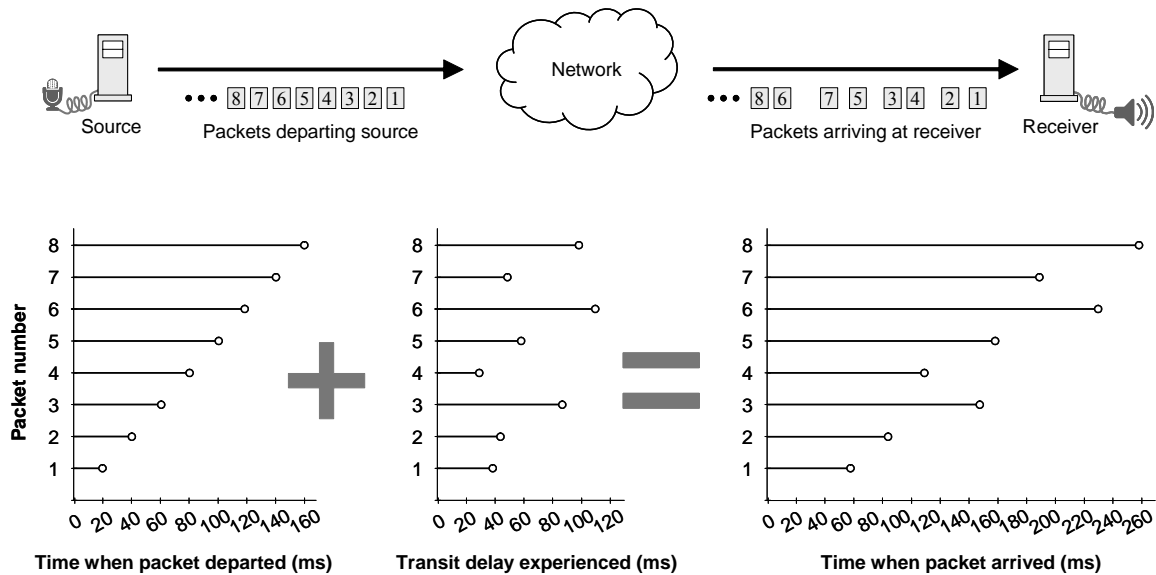 Network
8 7 6 5 4 3 2 1
8 6 7 5 3 4 2 1
Source
Packets departing source
Packets arriving at receiver
Receiver
Packet number
8
7
6
5
4
3
2
1
0 20 40 60 80 100 120 140 160
Time when packet departed (ms)
8
7
6
5
4
3
2
1
0 20 40 60 80 100 120
Transit delay experienced (ms)
8
7
6
5
4
3
2
1
0 20 40 60 80 100 120 140 160 180 200 220 240 260
Time when packet arrived (ms)